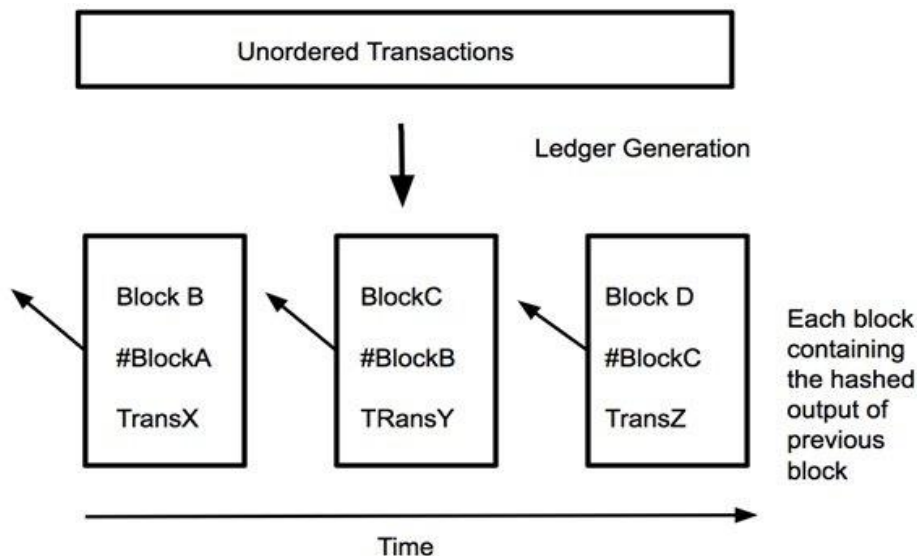 Unordered Transactions
Ledger Generation
Block B
#BlockA
TransX
BlockC
#BlockB
TRansY
Block D
#BlockC
TransZ
Each block
containing
the hashed
output of
previous
block
Time